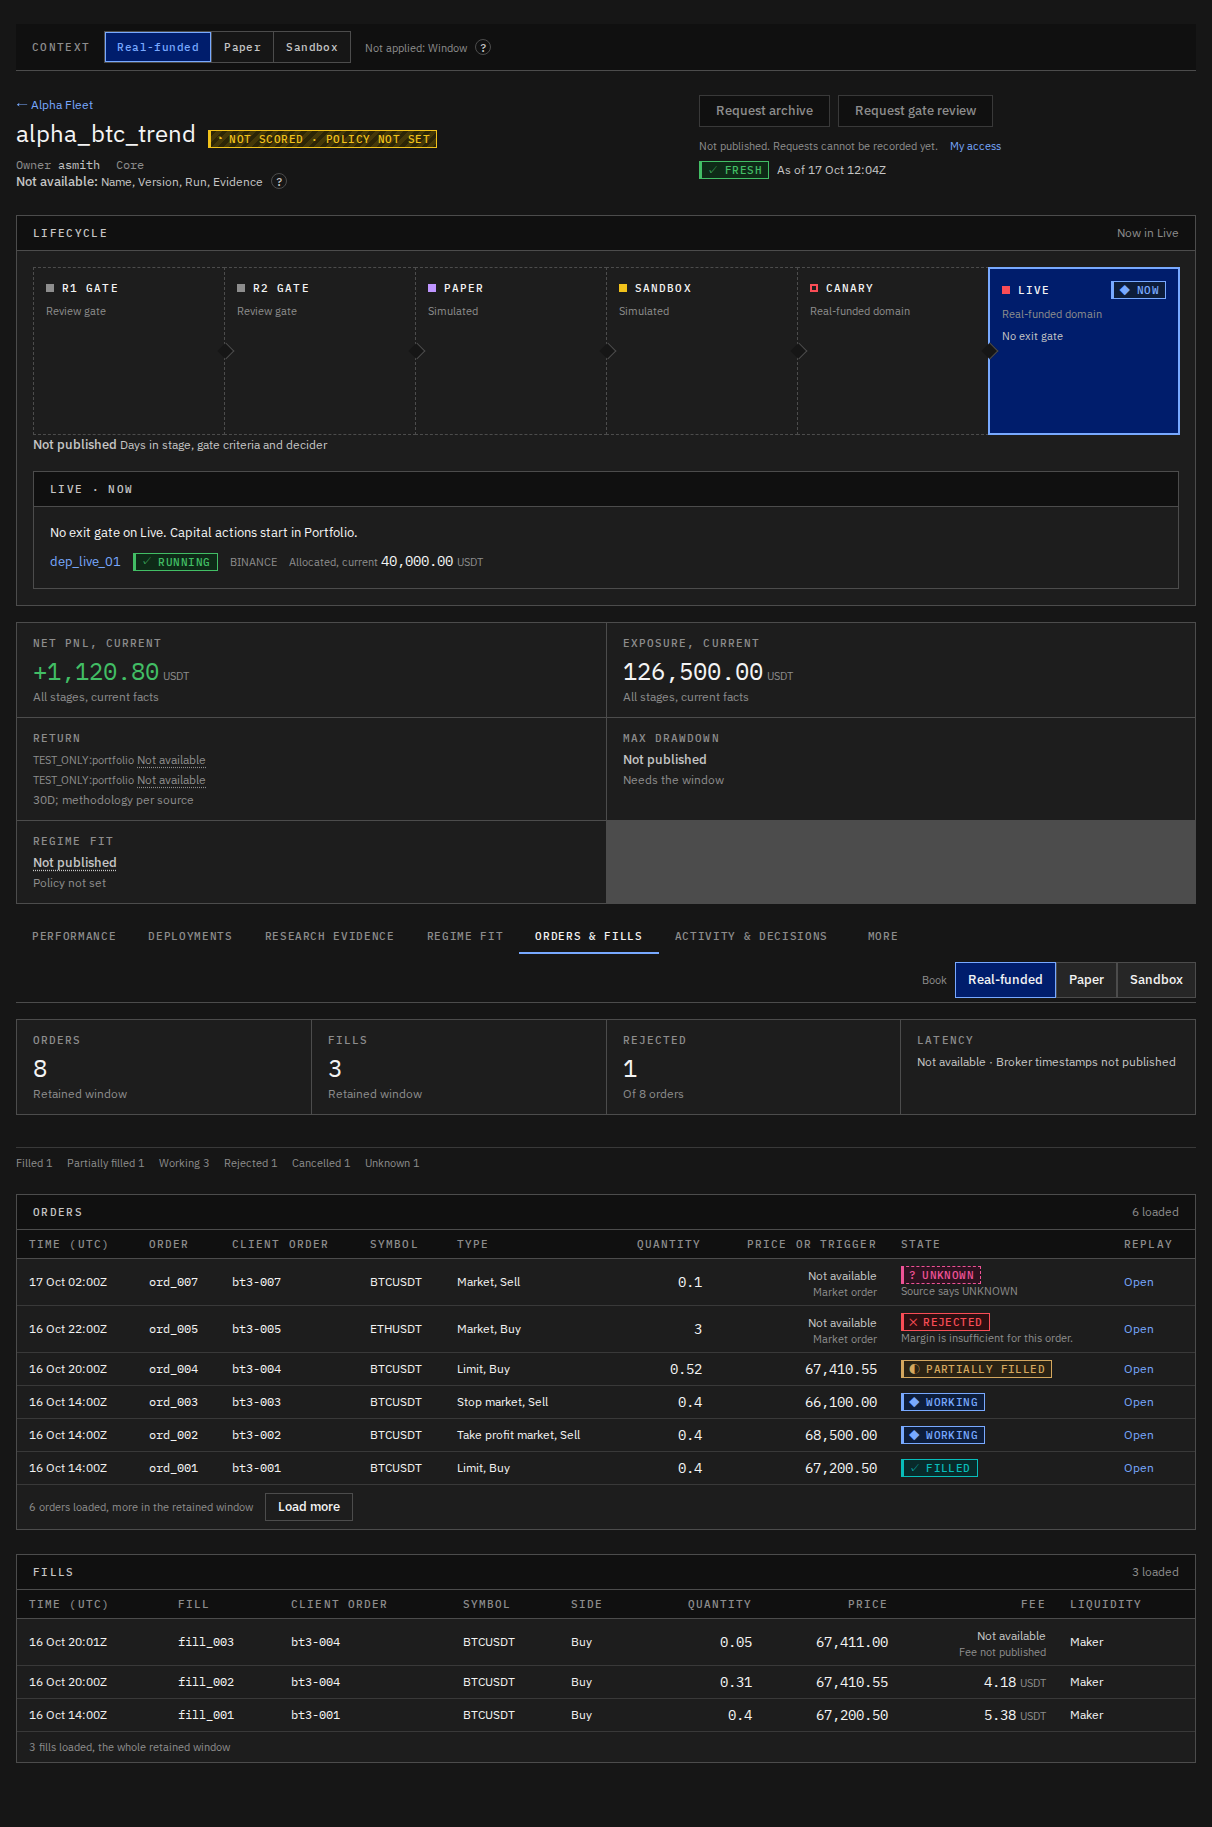 CONTEXT Real-funded Paper Sandbox Not applied: Window ?
← Alpha Fleet
alpha_btc_trend NOT SCORED · POLICY NOT SET
Owner asmith Core
Not available: Name, Version, Run, Evidence ?
Request archive Request gate review
Not published. Requests cannot be recorded yet. My access
✓ FRESH As of 17 Oct 12:04Z
LIFECYCLE Now in Live
R1 GATE R2 GATE PAPER SANDBOX CANARY LIVE ◆ NOW
Review gate Review gate Simulated Simulated Real-funded domain Real-funded domain
No exit gate
Not published Days in stage, gate criteria and decider
LIVE · NOW
No exit gate on Live. Capital actions start in Portfolio.
dep_live_01 ✓ RUNNING BINANCE Allocated, current 40,000.00 USDT
NET PNL, CURRENT EXPOSURE, CURRENT
+1,120.80 USDT 126,500.00 USDT
All stages, current facts All stages, current facts
RETURN MAX DRAWDOWN
TEST_ONLY:portfolio Not available Not published
TEST_ONLY:portfolio Not available Needs the window
30D; methodology per source
REGIME FIT
Not published
Policy not set
PERFORMANCE DEPLOYMENTS RESEARCH EVIDENCE REGIME FIT ORDERS & FILLS ACTIVITY & DECISIONS MORE
Book Real-funded Paper Sandbox
ORDERS FILLS REJECTED LATENCY
8 3 1 Not available · Broker timestamps not published
Retained window Retained window Of 8 orders
Filled 1 Partially filled 1 Working 3 Rejected 1 Cancelled 1 Unknown 1
ORDERS 6 loaded
TIME (UTC) ORDER CLIENT ORDER SYMBOL TYPE QUANTITY PRICE OR TRIGGER STATE REPLAY
17 Oct 02:00Z ord_007 bt3-007 BTCUSDT Market, Sell 0.1 Not available ? UNKNOWN Open
Market order Source says UNKNOWN
16 Oct 22:00Z ord_005 bt3-005 ETHUSDT Market, Buy 3 Not available × REJECTED Open
Market order Margin is insufficient for this order.
16 Oct 20:00Z ord_004 bt3-004 BTCUSDT Limit, Buy 0.52 67,410.55 ◐ PARTIALLY FILLED Open
16 Oct 14:00Z ord_003 bt3-003 BTCUSDT Stop market, Sell 0.4 66,100.00 ◆ WORKING Open
16 Oct 14:00Z ord_002 bt3-002 BTCUSDT Take profit market, Sell 0.4 68,500.00 ◆ WORKING Open
16 Oct 14:00Z ord_001 bt3-001 BTCUSDT Limit, Buy 0.4 67,200.50 ✓ FILLED Open
6 orders loaded, more in the retained window Load more
FILLS 3 loaded
TIME (UTC) FILL CLIENT ORDER SYMBOL SIDE QUANTITY PRICE FEE LIQUIDITY
16 Oct 20:01Z fill_003 bt3-004 BTCUSDT Buy 0.05 67,411.00 Not available Maker
Fee not published
16 Oct 20:00Z fill_002 bt3-004 BTCUSDT Buy 0.31 67,410.55 4.18 USDT Maker
16 Oct 14:00Z fill_001 bt3-001 BTCUSDT Buy 0.4 67,200.50 5.38 USDT Maker
3 fills loaded, the whole retained window